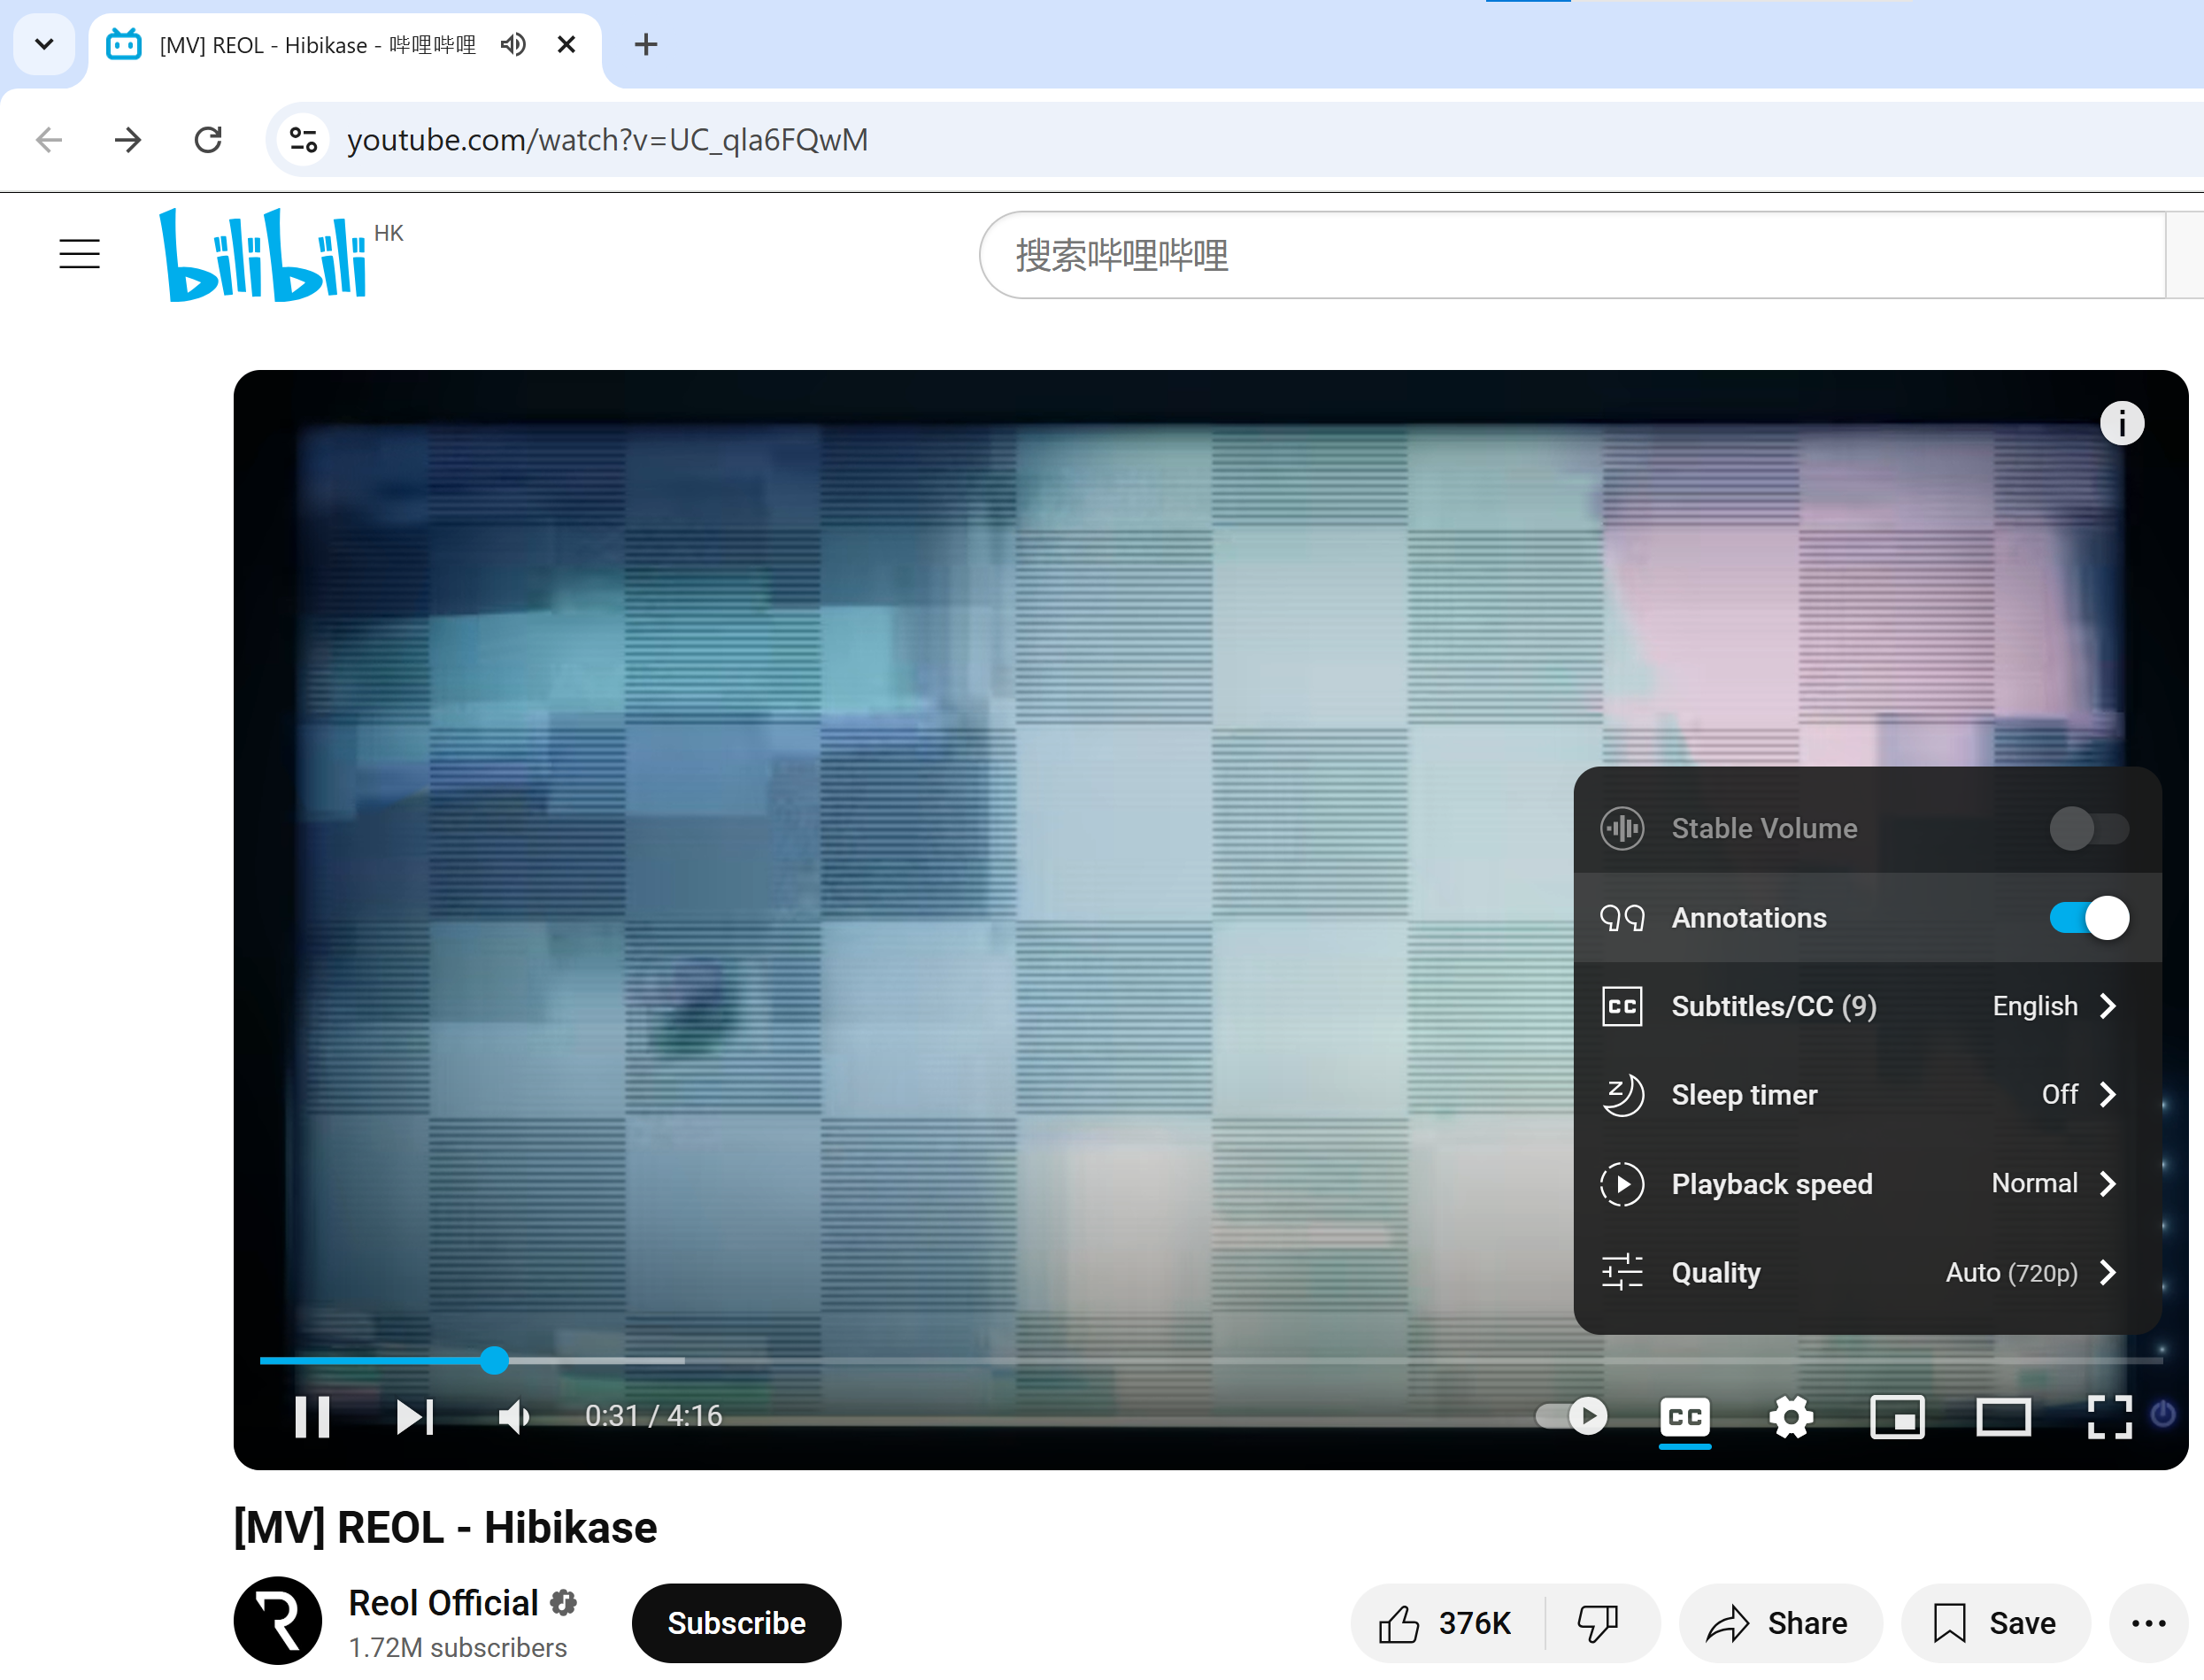 [MV] REOL - Hibikase - 哔哩哔哩
youtube.com/watch?v=UC_qla6FQwM
bilibili HK
搜索哔哩哔哩
i
Stable Volume
Annotations
CC Subtitles/CC (9) English
Sleep timer Off
Playback speed Normal
Quality Auto (720p)
0:31 / 4:16
CC
[MV] REOL - Hibikase
Reol Official
1.72M subscribers
Subscribe
376K
Share
Save